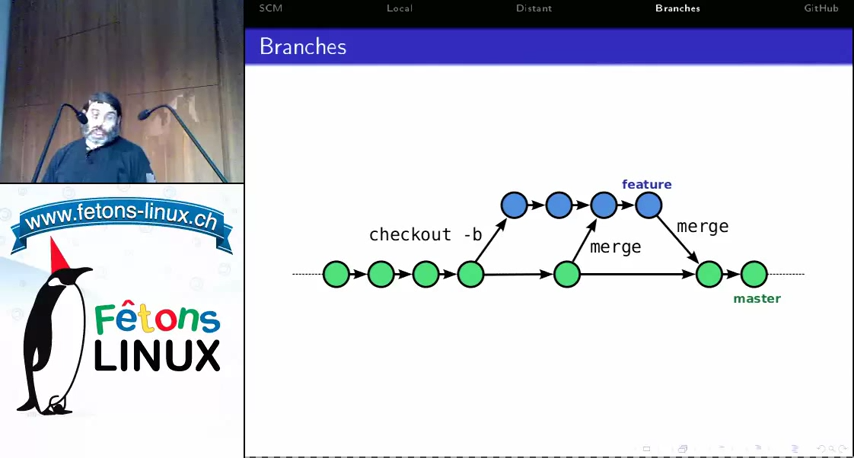 SCM Local Distant Branches GitHub
Branches
www.fetons-linux.ch
Fêtons
LINUX
feature
checkout -b
merge
merge
master